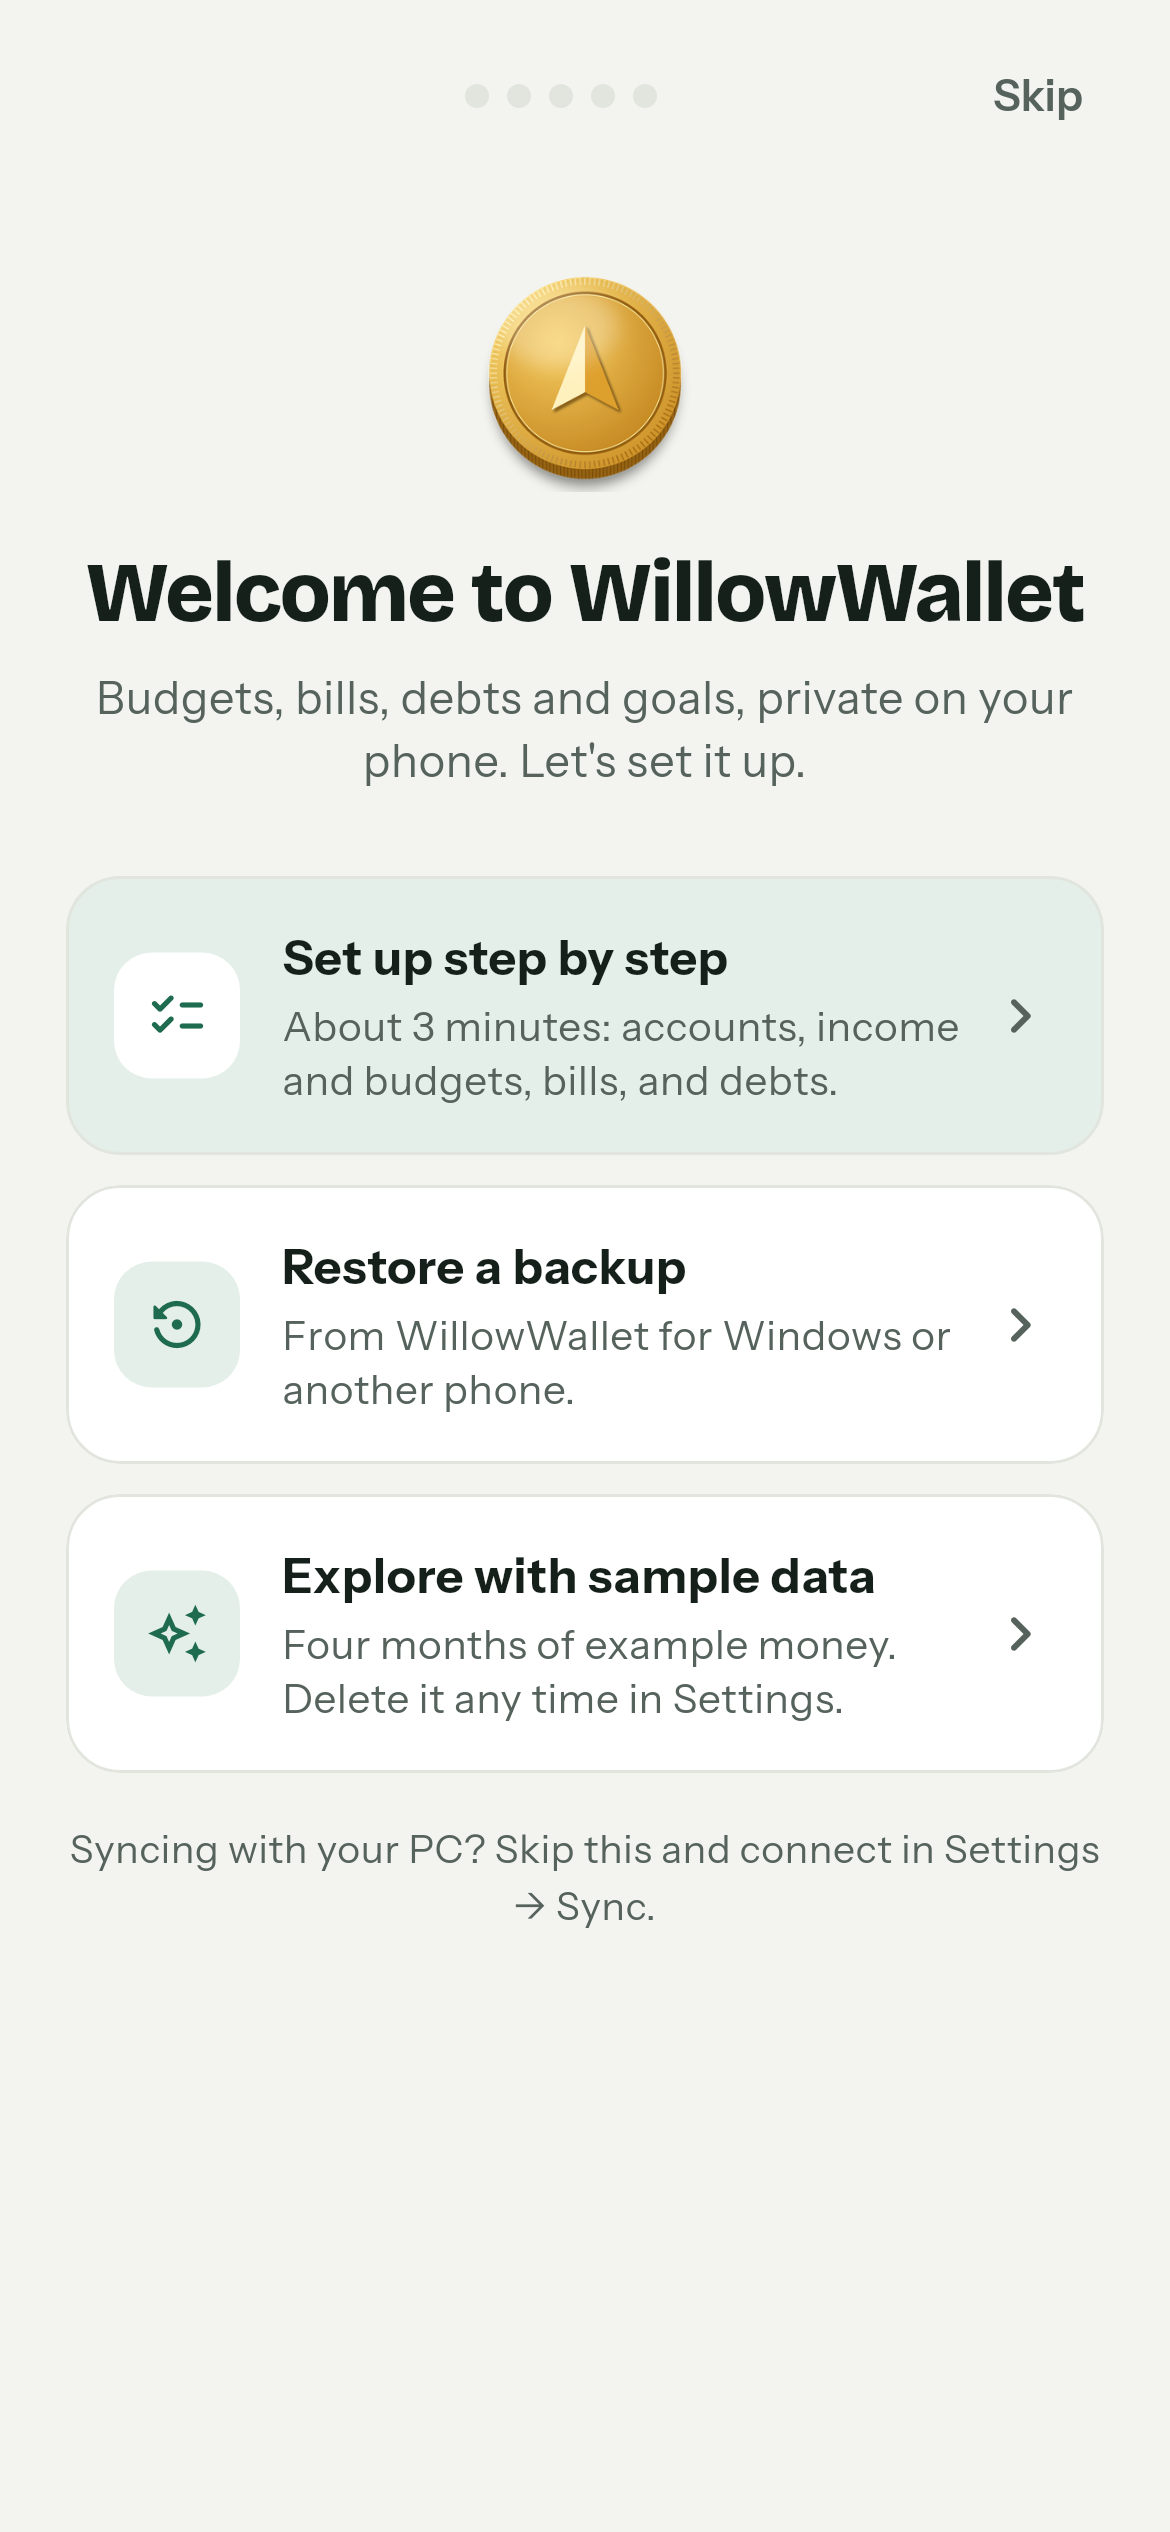 Skip
Welcome to WillowWallet
Budgets, bills, debts and goals, private on your
phone. Let's set it up.
Set up step by step
About 3 minutes: accounts, income
and budgets, bills, and debts.
Restore a backup
From WillowWallet for Windows or
another phone.
Explore with sample data
Four months of example money.
Delete it any time in Settings.
Syncing with your PC? Skip this and connect in Settings
→ Sync.